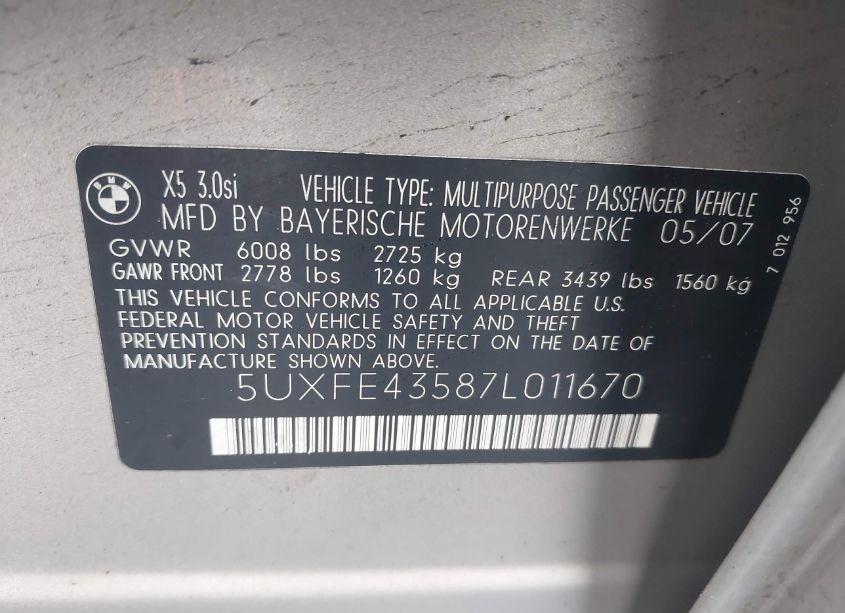 BMW
X5 3.0si VEHICLE TYPE: MULTIPURPOSE PASSENGER VEHICLE
MFD BY BAYERISCHE MOTORENWERKE 05/07
GVWR 6008 lbs 2725 kg
GAWR FRONT 2778 lbs 1260 kg REAR 3439 lbs 1560 kg
THIS VEHICLE CONFORMS TO ALL APPLICABLE U.S.
FEDERAL MOTOR VEHICLE SAFETY AND THEFT
PREVENTION STANDARDS IN EFFECT ON THE DATE OF
MANUFACTURE SHOWN ABOVE.
5UXFE43587L011670
7 012 956